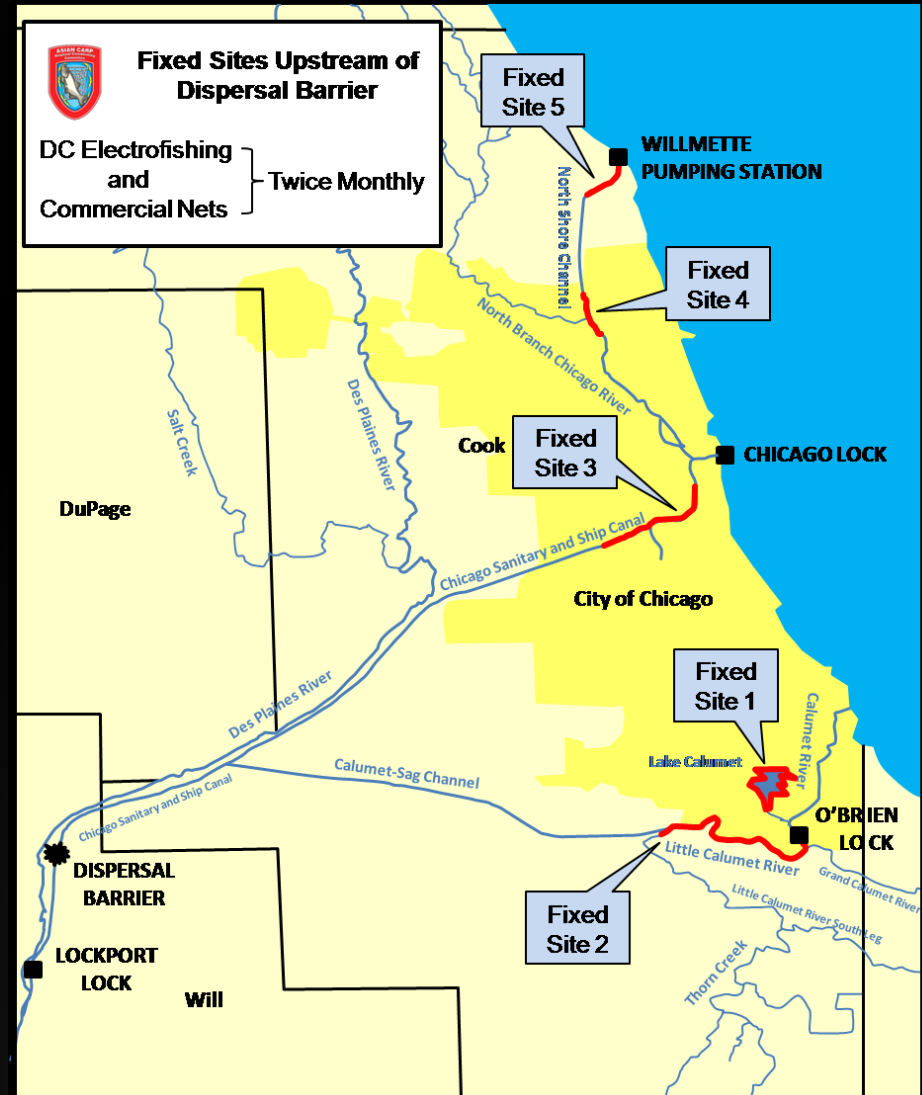 ASIAN CARP
Fixed Sites Upstream of
Dispersal Barrier
DC Electrofishing
and
Commercial Nets
Twice Monthly
Fixed
Site 5
WILLMETTE
PUMPING STATION
North Shore Channel
Fixed
Site 4
North Branch Chicago River
Des Plaines River
Salt Creek
Cook
Fixed
Site 3
CHICAGO LOCK
DuPage
Chicago Sanitary and Ship Canal
City of Chicago
Fixed
Site 1
Calumet River
Des Plaines River
Lake Calumet
Calumet-Sag Channel
Chicago Sanitary and Ship Canal
O'BRIEN
LOCK
DISPERSAL
BARRIER
Little Calumet River
Grand Calumet River
Little Calumet River South Leg
Fixed
Site 2
LOCKPORT
LOCK
Thorn Creek
Will